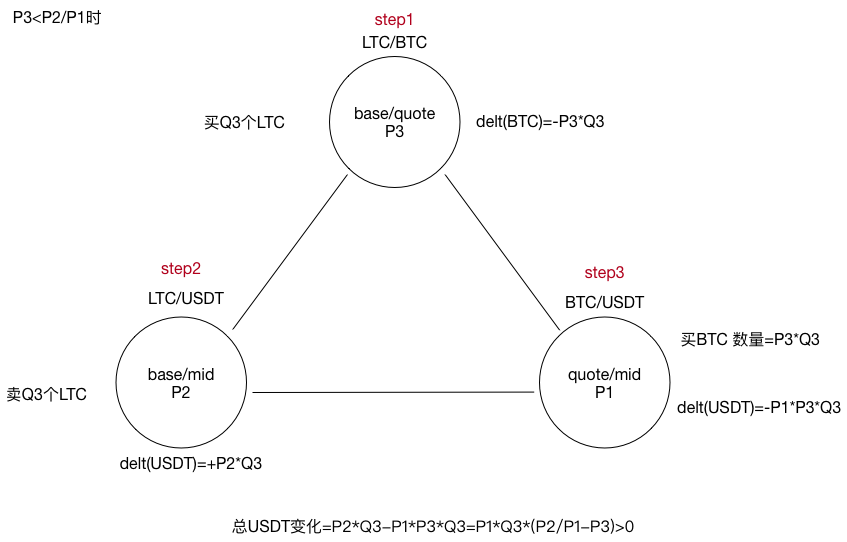 P3<P2/P1时
step1
LTC/BTC
base/quote
P3
买Q3个LTC
delt(BTC)=-P3*Q3
step2
LTC/USDT
base/mid
P2
卖Q3个LTC
delt(USDT)=+P2*Q3
step3
BTC/USDT
quote/mid
P1
买BTC 数量=P3*Q3
delt(USDT)=-P1*P3*Q3
总USDT变化=P2*Q3-P1*P3*Q3=P1*Q3*(P2/P1-P3)>0